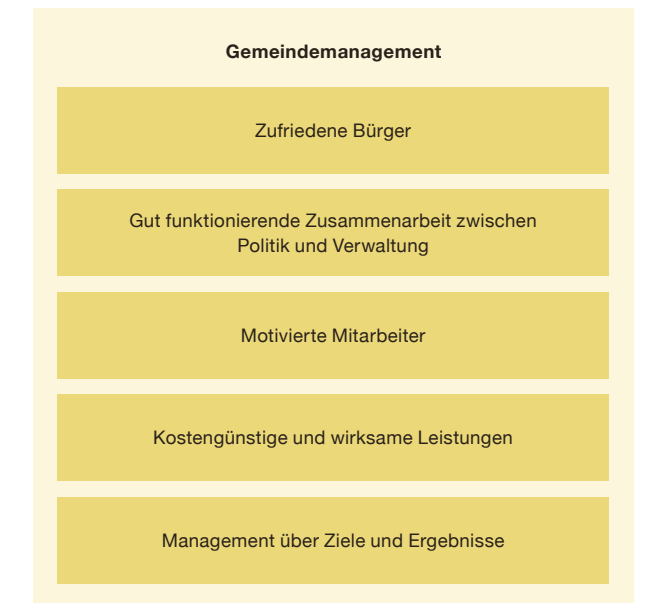 Gemeindemanagement
Zufriedene Bürger
Gut funktionierende Zusammenarbeit zwischen
Politik und Verwaltung
Motivierte Mitarbeiter
Kostengünstige und wirksame Leistungen
Management über Ziele und Ergebnisse